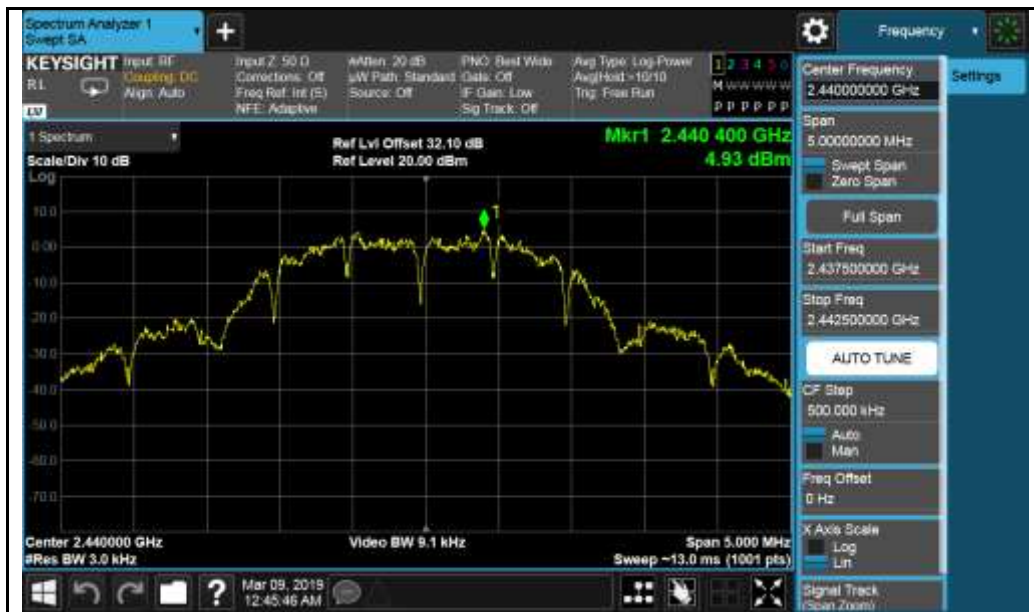 Spectrum Analyzer 1
Swept SA
+
Frequency
KEYSIGHT
R L
Input: RF
Coupling: DC
Align: Auto
Input Z: 50 Ω
Corrections: Off
Freq Ref: Int (S)
NFE: Adaptive
#Atten: 20 dB
µW Path: Standard
Source: Off
PNO: Best Wide
Gate: Off
IF Gain: Low
Sig Track: Off
Avg Type: Log-Power
Avg|Hold:>10/10
Trig: Free Run
1 2 3 4 5 6
M W W W W W
P P P P P P
Center Frequency
2.440000000 GHz
Settings
Span
5.00000000 MHz
Swept Span
Zero Span
Full Span
Start Freq
2.437500000 GHz
Stop Freq
2.442500000 GHz
AUTO TUNE
CF Step
500.000 kHz
Auto
Man
Freq Offset
0 Hz
X Axis Scale
Log
Lin
Signal Track
(Span Zoom)
1 Spectrum
Scale/Div 10 dB
Log
Ref Lvl Offset 32.10 dB
Ref Level 20.00 dBm
Mkr1 2.440 400 GHz
4.93 dBm
1
10.0
0.00
-10.0
-20.0
-30.0
-40.0
-50.0
-60.0
-70.0
Center 2.440000 GHz
#Res BW 3.0 kHz
Video BW 9.1 kHz
Span 5.000 MHz
Sweep ~13.0 ms (1001 pts)
?
Mar 09, 2019
12:45:46 AM